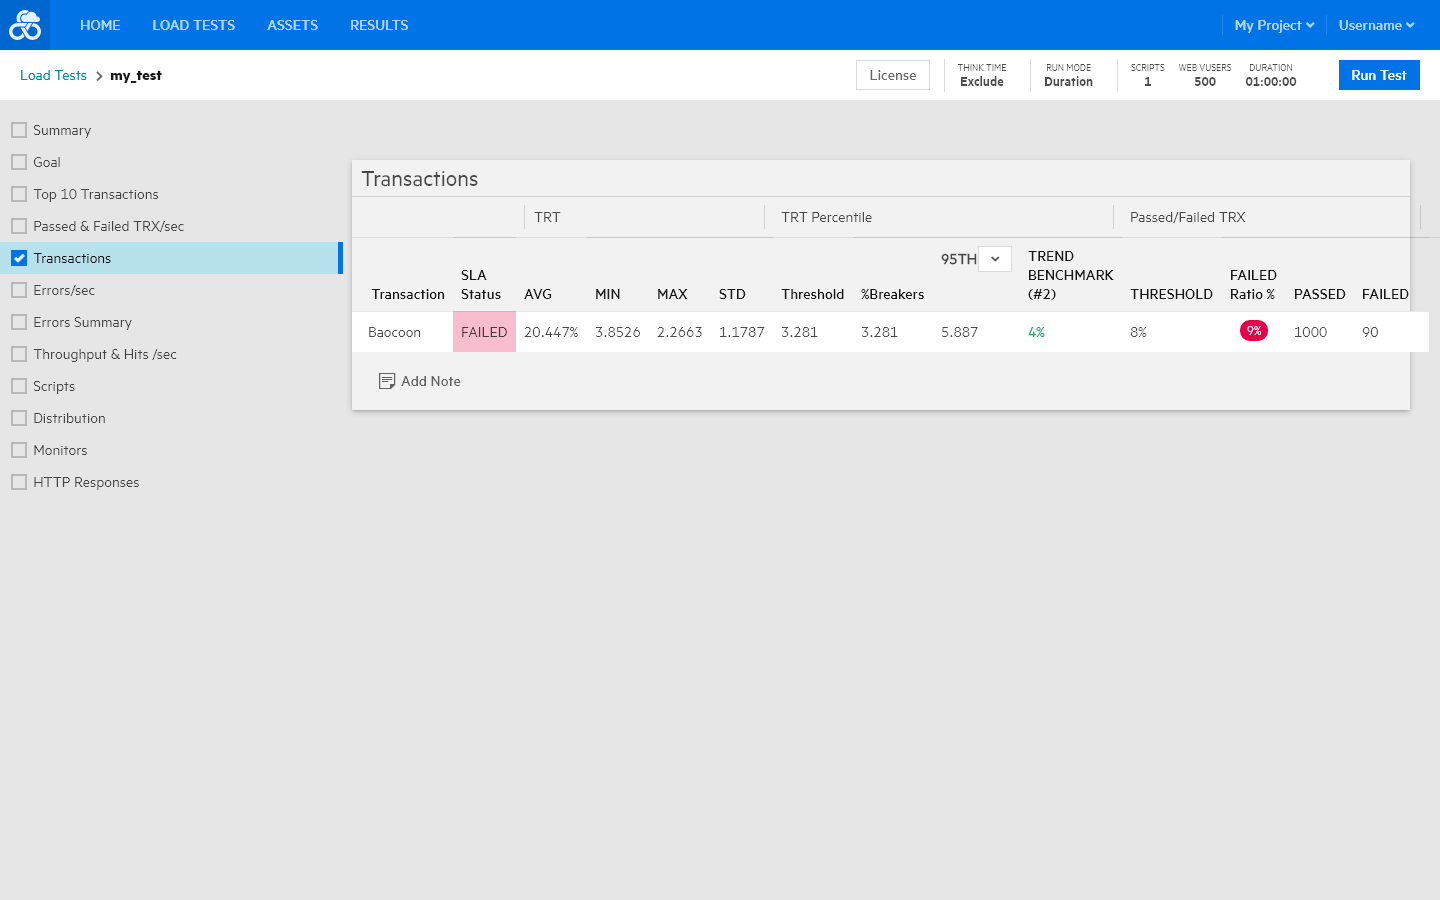 HOME LOAD TESTS ASSETS RESULTS My Project Username
Load Tests my_test License THINK TIME RUN MODE SCRIPTS WEB VUSERS DURATION Run Test
Exclude Duration 1 500 01:00:00
Summary
Goal
Top 10 Transactions
Passed & Failed TRX/sec
Transactions
Errors/sec
Errors Summary
Throughput & Hits /sec
Scripts
Distribution
Monitors
HTTP Responses
Transactions
TRT TRT Percentile Passed/Failed TRX
95TH TREND
SLA BENCHMARK FAILED
Transaction Status AVG MIN MAX STD Threshold %Breakers (#2) THRESHOLD Ratio % PASSED FAILED
Baocoon FAILED 20.447% 3.8526 2.2663 1.1787 3.281 3.281 5.887 4% 8% 9% 1000 90
Add Note